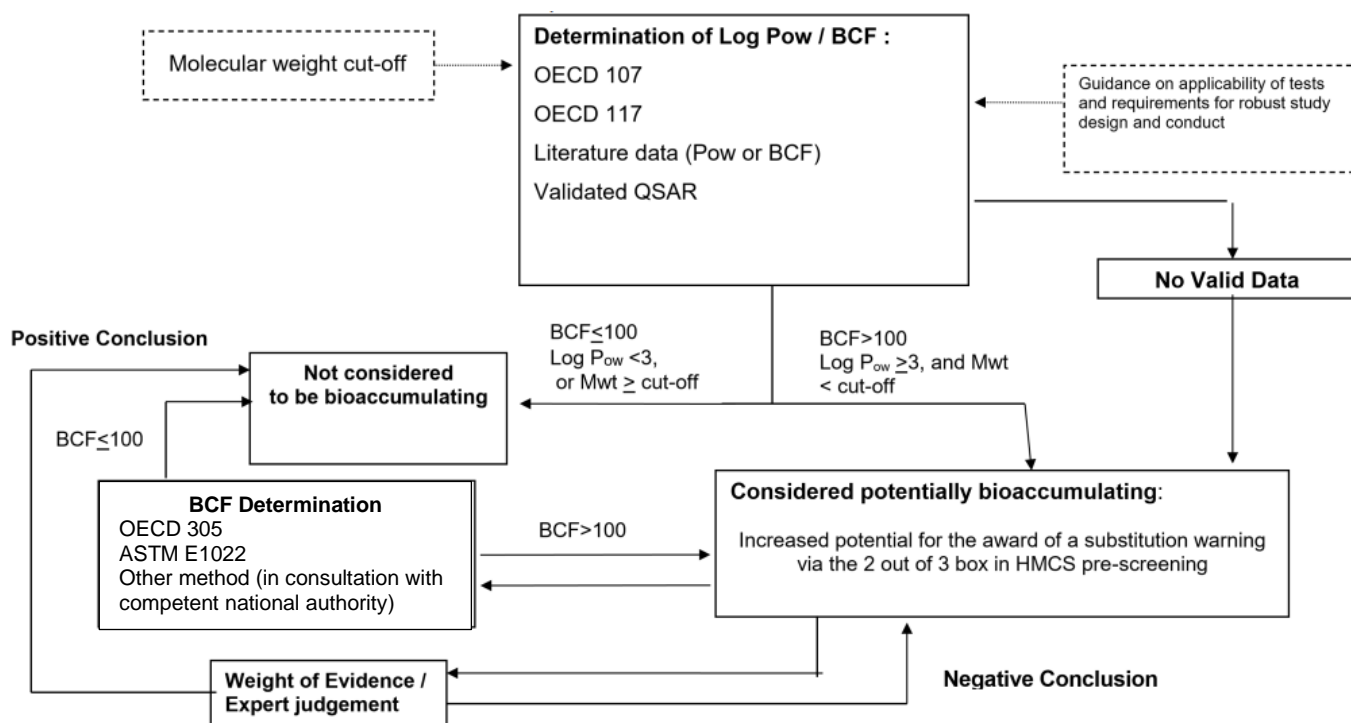 Molecular weight cut-off
Determination of Log Pow / BCF :
OECD 107
OECD 117
Literature data (Pow or BCF)
Validated QSAR
Guidance on applicability of tests
and requirements for robust study
design and conduct
No Valid Data
Positive Conclusion
BCF≤100
Log Pow <3,
or Mwt ≥ cut-off
BCF>100
Log Pow ≥3, and Mwt
< cut-off
Not considered
to be bioaccumulating
BCF≤100
BCF Determination
OECD 305
ASTM E1022
Other method (in consultation with
competent national authority)
BCF>100
Considered potentially bioaccumulating:
Increased potential for the award of a substitution warning
via the 2 out of 3 box in HMCS pre-screening
Weight of Evidence /
Expert judgement
Negative Conclusion